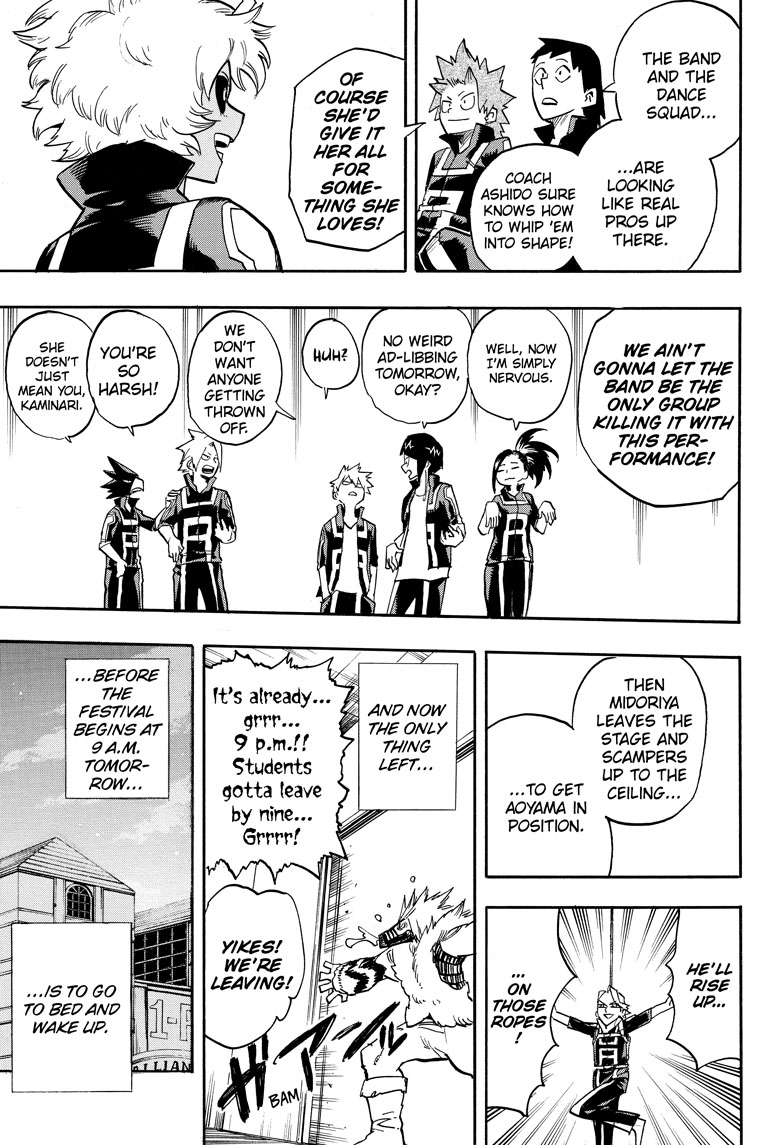 THE BAND
AND THE
DANCE
SQUAD...
...ARE
LOOKING
LIKE REAL
PROS UP
THERE.
COACH
ASHIDO SURE
KNOWS HOW
TO WHIP 'EM
INTO SHAPE!
OF
COURSE
SHE'D
GIVE IT
HER ALL
FOR
SOME-
THING SHE
LOVES!
WE AIN'T
GONNA LET THE
BAND BE THE
ONLY GROUP
KILLING IT WITH
THIS PER-
FORMANCE!
WELL, NOW
I'M SIMPLY
NERVOUS.
NO WEIRD
AD-LIBBING
TOMORROW,
OKAY?
HUH?
WE
DON'T
WANT
ANYONE
GETTING
THROWN
OFF.
YOU'RE
SO
HARSH!
SHE
DOESN'T
JUST
MEAN YOU,
KAMINARI.
THEN
MIDORIYA
LEAVES THE
STAGE AND
SCAMPERS
UP TO THE
CEILING...
...TO GET
AOYAMA IN
POSITION.
HE'LL
RISE
UP...
...
ON
THOSE
ROPES
!
AND NOW
THE ONLY
THING
LEFT...
It's already...
grrr...
9 p.m.!!
Students
gotta leave
by nine...
Grrrr!
YIKES!
WE'RE
LEAVING!
バァン
BAM
...BEFORE
THE
FESTIVAL
BEGINS AT
9 A.M.
TOMOR-
ROW...
...IS TO GO
TO BED AND
WAKE UP.
1-
ALLIAN